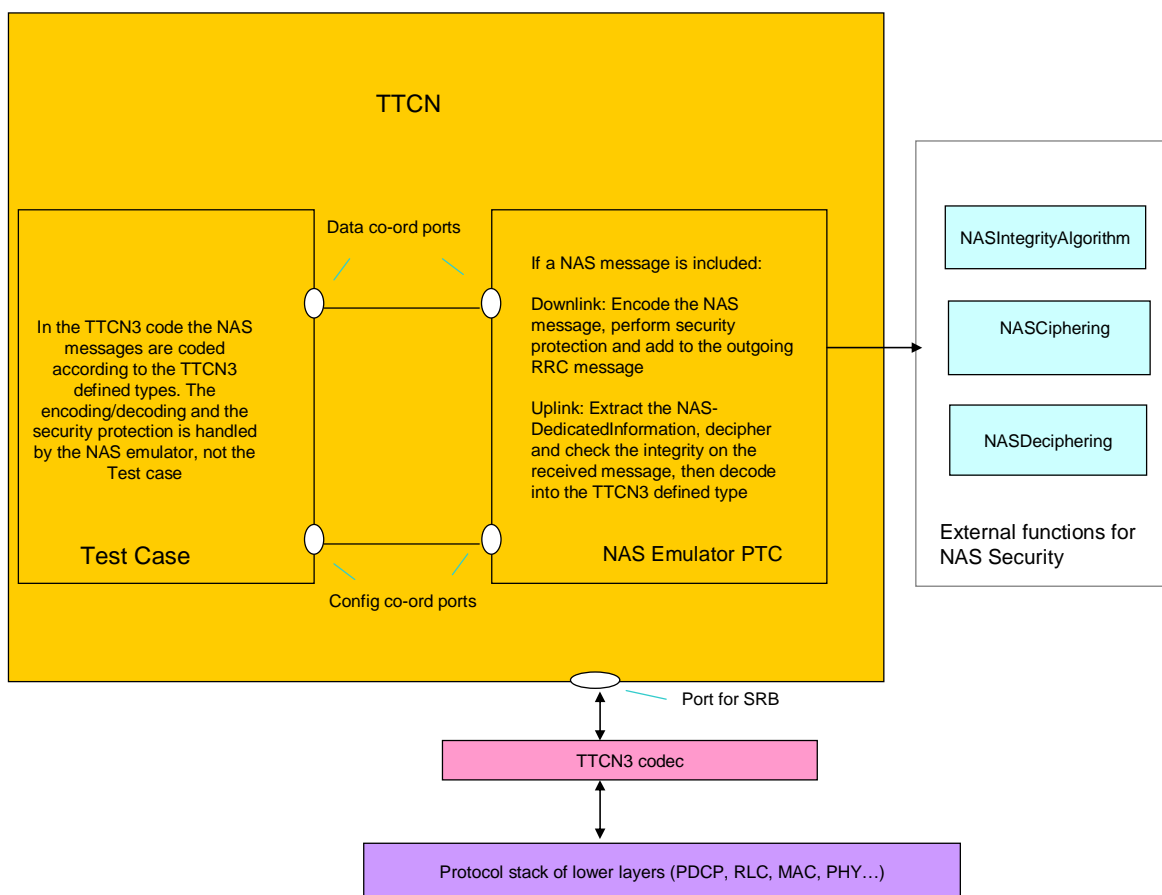 TTCN
Data co-ord ports
In the TTCN3 code the NAS
messages are coded
according to the TTCN3
defined types. The
encoding/decoding and the
security protection is handled
by the NAS emulator, not the
Test case
Test Case
If a NAS message is included:
Downlink: Encode the NAS
message, perform security
protection and add to the outgoing
RRC message
Uplink: Extract the NAS-
DedicatedInformation, decipher
and check the integrity on the
received message, then decode
into the TTCN3 defined type
NAS Emulator PTC
Config co-ord ports
NASIntegrityAlgorithm
NASCiphering
NASDeciphering
External functions for
NAS Security
Port for SRB
TTCN3 codec
Protocol stack of lower layers (PDCP, RLC, MAC, PHY…)